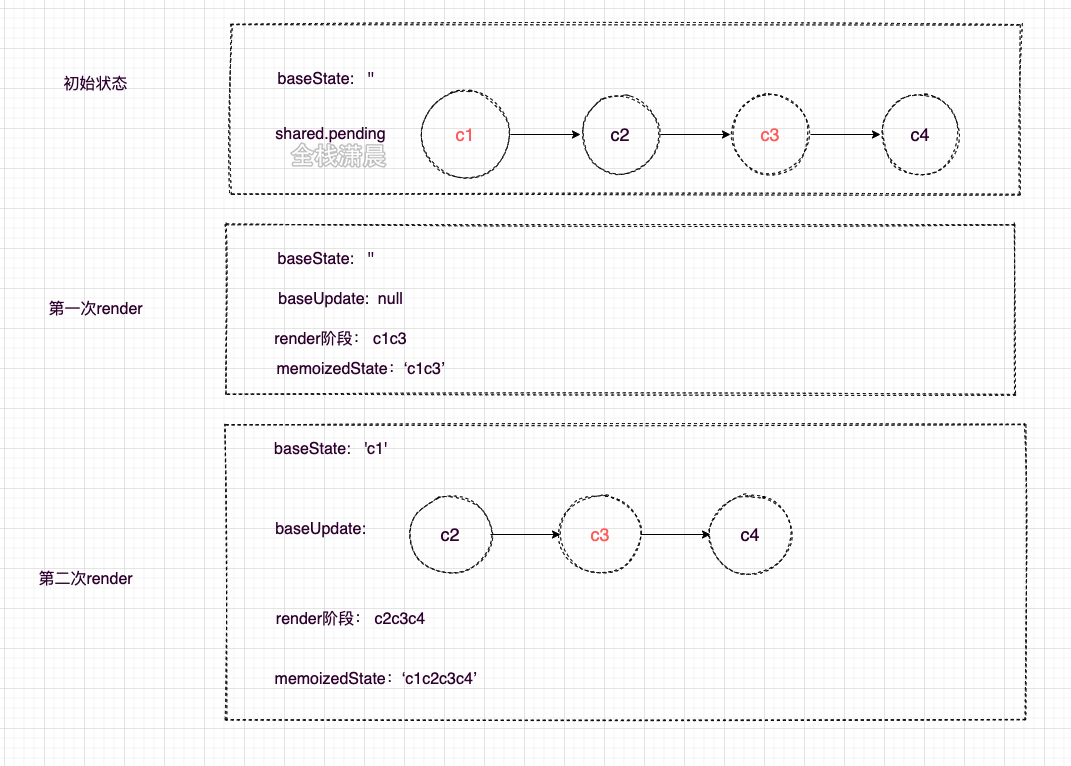 初始状态
baseState: ''
shared.pending
c1
c2
c3
c4
全栈潇晨
第一次render
baseState: ''
baseUpdate: null
render阶段： c1c3
memoizedState：‘c1c3’
第二次render
baseState: 'c1'
baseUpdate:
c2
c3
c4
render阶段： c2c3c4
memoizedState：‘c1c2c3c4’